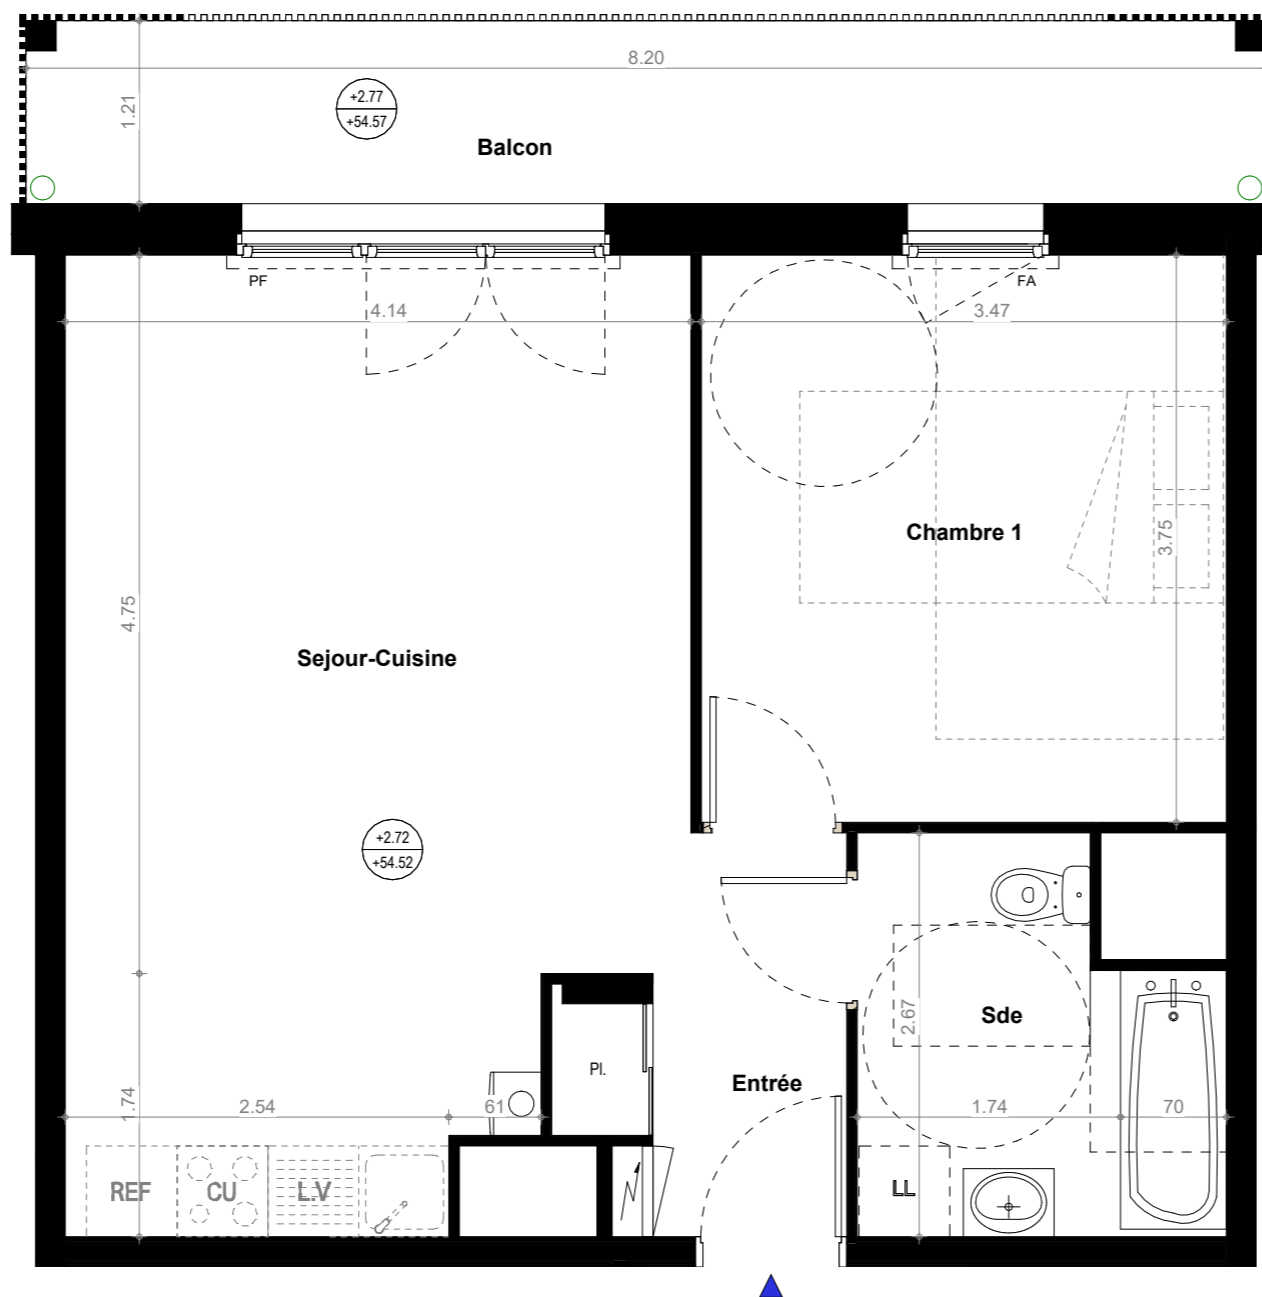 8.20
1.21
+2.77
+54.57
Balcon
PF
FA
4.14
3.47
Chambre 1
3.75
4.75
Sejour-Cuisine
+2.72
+54.52
2.67
Sde
Pl.
Entrée
1.74
2.54
61
1.74
70
REF
CU
L.V
LL